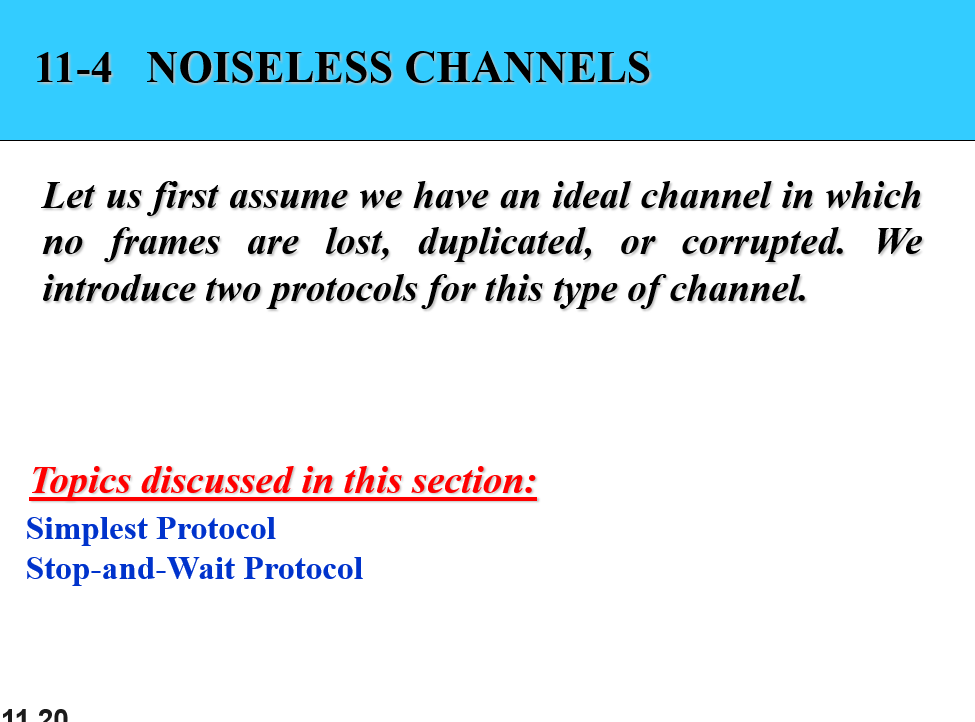 11-4 NOISELESS CHANNELS
Let us first assume we have an ideal channel in which
no frames are lost, duplicated, or corrupted. We
introduce two protocols for this type of channel.
Topics discussed in this section:
Simplest Protocol
Stop-and-Wait Protocol
11.20